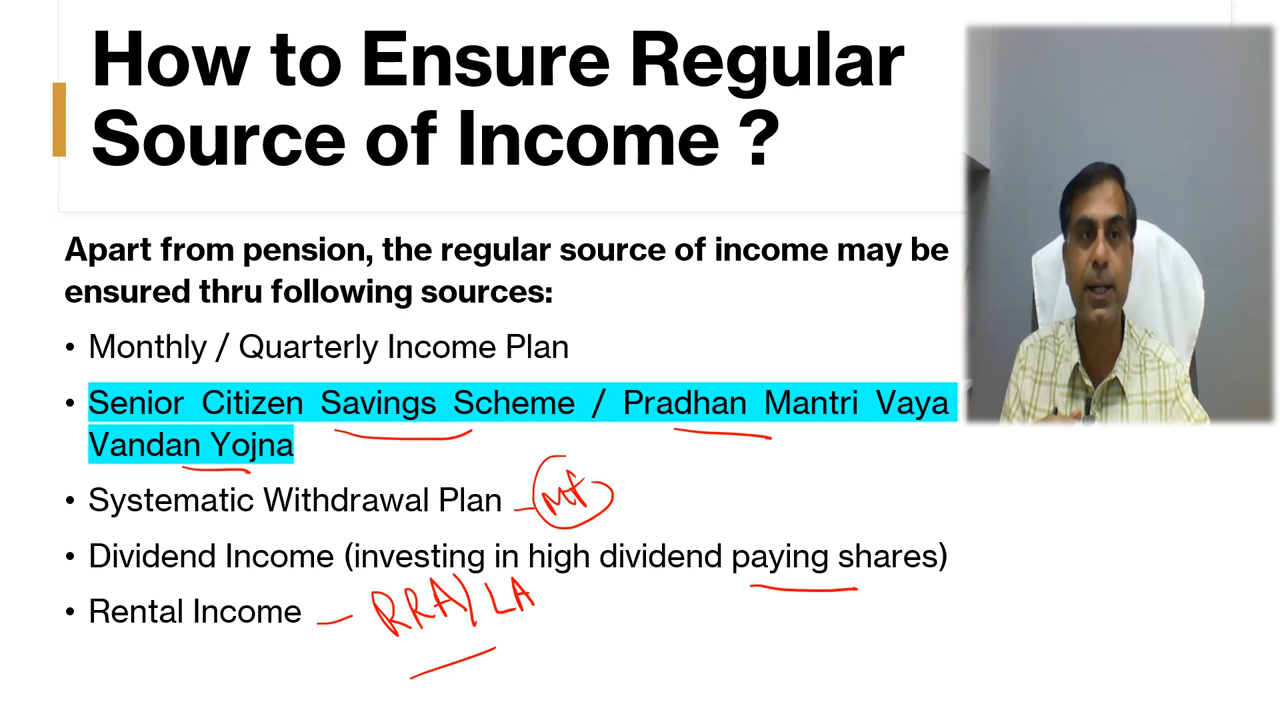 How to Ensure Regular
Source of Income ?
Apart from pension, the regular source of income may be
ensured thru following sources:
• Monthly / Quarterly Income Plan
• Senior Citizen Savings Scheme / Pradhan Mantri Vaya
Vandan Yojna
• Systematic Withdrawal Plan – MF
• Dividend Income (investing in high dividend paying shares)
• Rental Income – RRA/LA